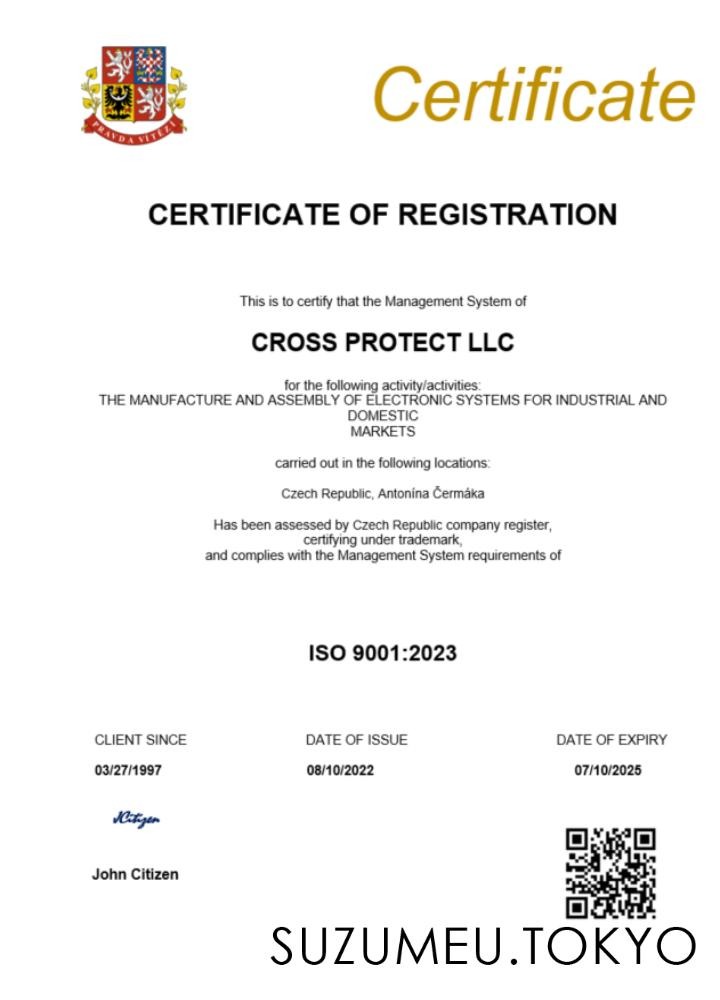 PRAVDA VÍTĚZÍ
Certificate
CERTIFICATE OF REGISTRATION
This is to certify that the Management System of
CROSS PROTECT LLC
for the following activity/activities:
THE MANUFACTURE AND ASSEMBLY OF ELECTRONIC SYSTEMS FOR INDUSTRIAL AND
DOMESTIC
MARKETS
carried out in the following locations:
Czech Republic, Antonína Čermáka
Has been assessed by Czech Republic company register,
certifying under trademark,
and complies with the Management System requirements of
ISO 9001:2023
CLIENT SINCE DATE OF ISSUE DATE OF EXPIRY
03/27/1997 08/10/2022 07/10/2025
JCitizen
John Citizen
SUZUMEU.TOKYO